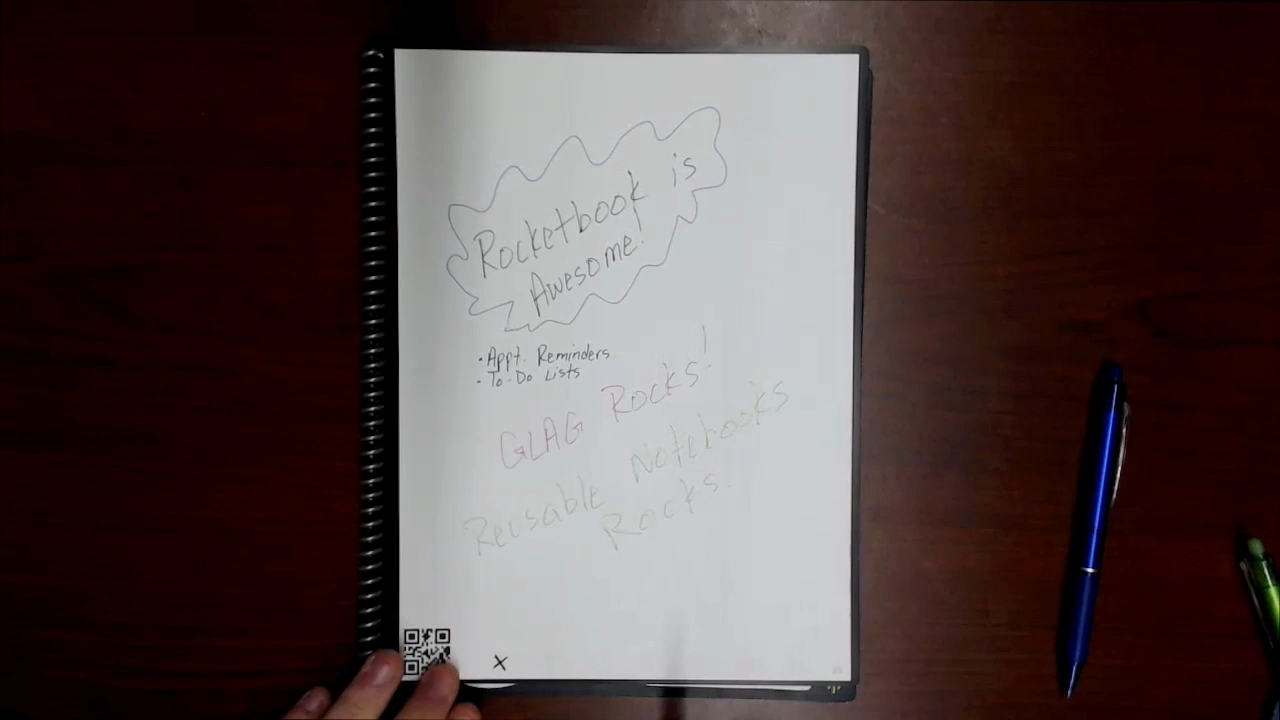 Rocketbook is
Awesome!
· Appt. Reminders
· To-Do Lists
GLAG Rocks!
Reusable Notebooks
Rocks.
X